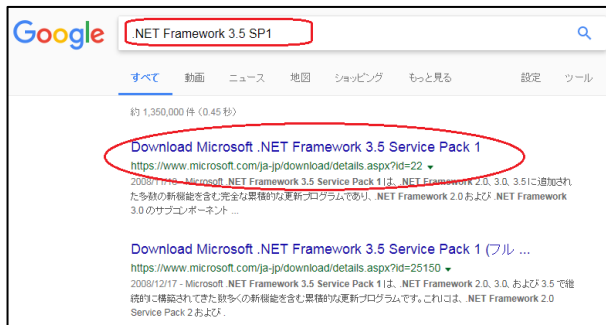 Google
.NET Framework 3.5 SP1
すべて 動画 ニュース 地図 ショッピング もっと見る 設定 ツール
約 1,350,000 件 (0.45 秒)
Download Microsoft .NET Framework 3.5 Service Pack 1
https://www.microsoft.com/ja-jp/download/details.aspx?id=22
2008/11/18 - Microsoft .NET Framework 3.5 Service Pack 1 は、.NET Framework 2.0、3.0、3.5 に追加され
た多数の新機能を含む完全な累積的な更新プログラムであり、.NET Framework 2.0 および .NET Framework
3.0 のサブコンポーネント ...
Download Microsoft .NET Framework 3.5 Service Pack 1 (フル ...
https://www.microsoft.com/ja-jp/download/details.aspx?id=25150
2008/12/17 - Microsoft .NET Framework 3.5 Service Pack 1 は、.NET Framework 2.0、3.0、および 3.5 で継
続的に構築されてきた数多くの新機能を含む累積的な更新プログラムです。これには、.NET Framework 2.0
Service Pack 2 および .